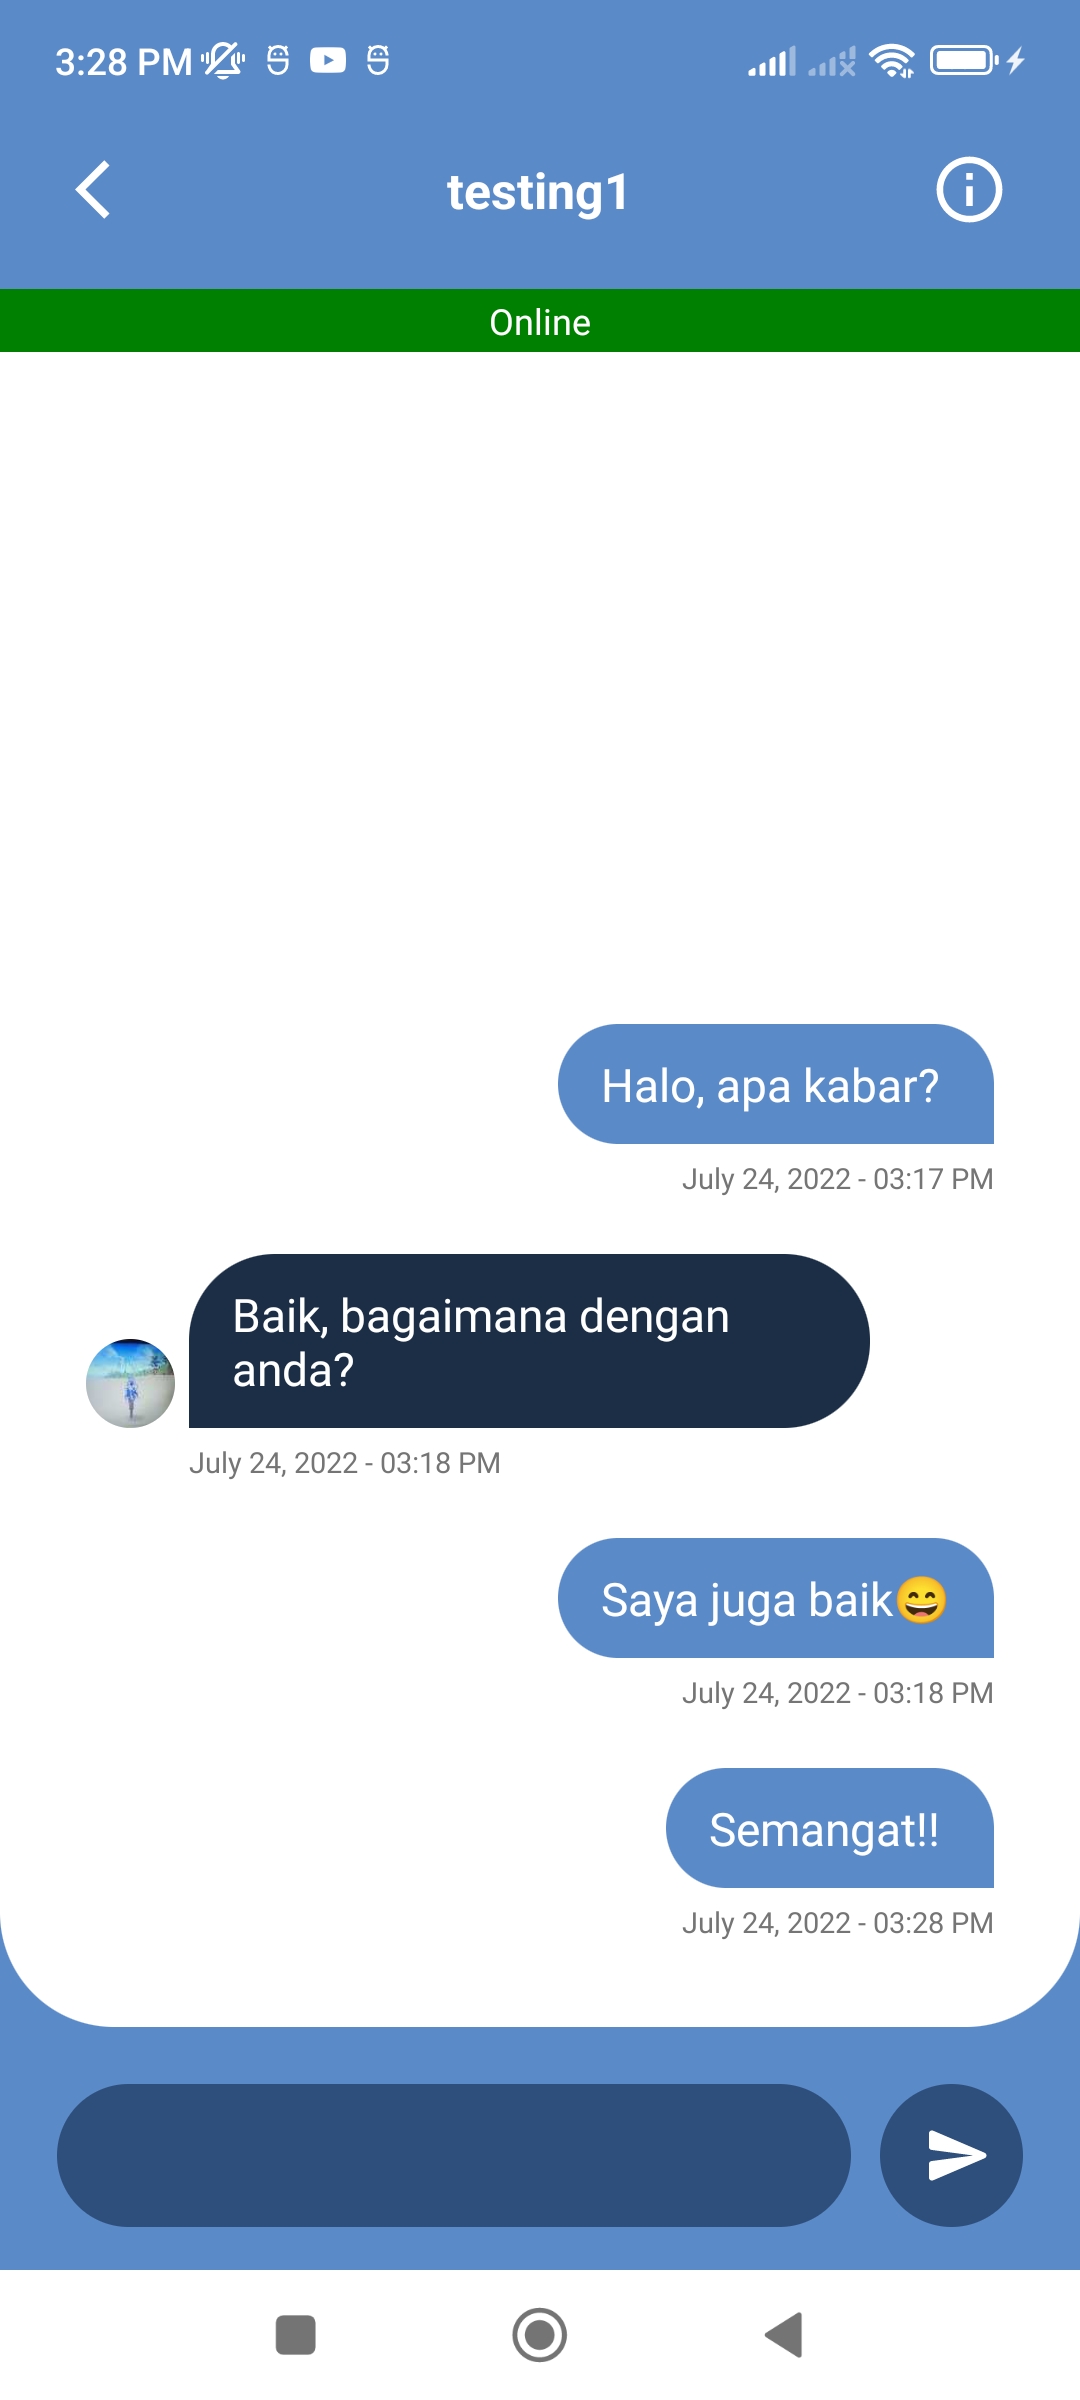 3:28 PM
testing1
Online
Halo, apa kabar?
July 24, 2022 - 03:17 PM
Baik, bagaimana dengan
anda?
July 24, 2022 - 03:18 PM
Saya juga baik😄
July 24, 2022 - 03:18 PM
Semangat!!
July 24, 2022 - 03:28 PM